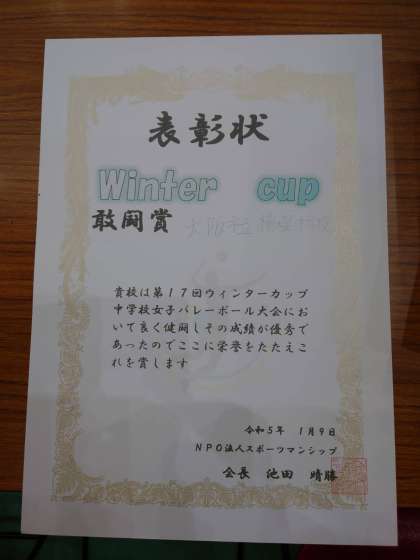 表彰状
Winter cup
敢闘賞 大阪市立
貴校は第17回ウィンターカップ
中学校女子バレーボール大会にお
いて良く健闘しその成績が優秀で
あったのでここに栄誉をたたえこ
れを賞します
令和5年 1月9日
NPO法人スポーツマンシップ
会長 池田 晴勝